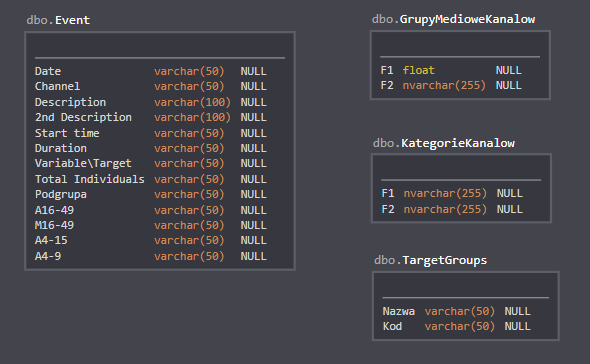 dbo.Event
Date varchar(50) NULL
Channel varchar(50) NULL
Description varchar(100) NULL
2nd Description varchar(100) NULL
Start time varchar(50) NULL
Duration varchar(50) NULL
Variable\Target varchar(50) NULL
Total Individuals varchar(50) NULL
Podgrupa varchar(50) NULL
A16-49 varchar(50) NULL
M16-49 varchar(50) NULL
A4-15 varchar(50) NULL
A4-9 varchar(50) NULL
dbo.GrupyMedioweKanalow
F1 float NULL
F2 nvarchar(255) NULL
dbo.KategorieKanalow
F1 nvarchar(255) NULL
F2 nvarchar(255) NULL
dbo.TargetGroups
Nazwa varchar(50) NULL
Kod varchar(50) NULL